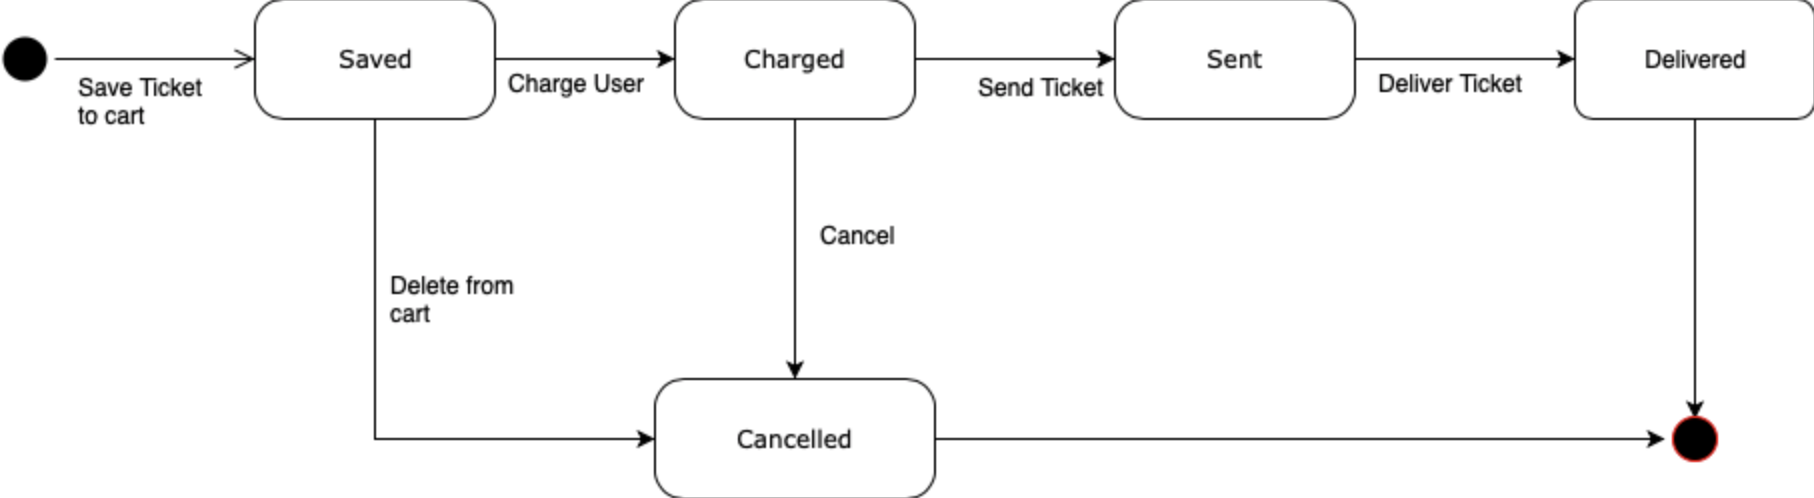 Saved
Charged
Sent
Delivered
Save Ticket
to cart
Charge User
Send Ticket
Deliver Ticket
Cancel
Delete from
cart
Cancelled